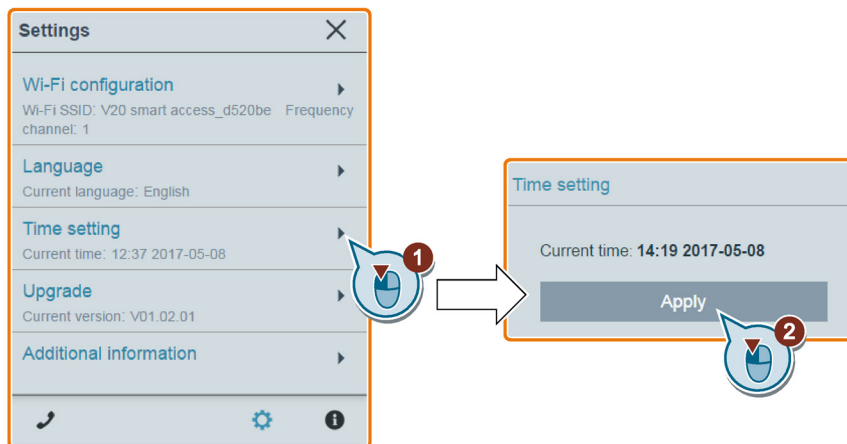 Settings
Wi-Fi configuration
Wi-Fi SSID: V20 smart access_d520be Frequency
channel: 1
Language
Current language: English
Time setting
Current time: 12:37 2017-05-08
1
Upgrade
Current version: V01.02.01
Additional information
Time setting
Current time: 14:19 2017-05-08
Apply
2